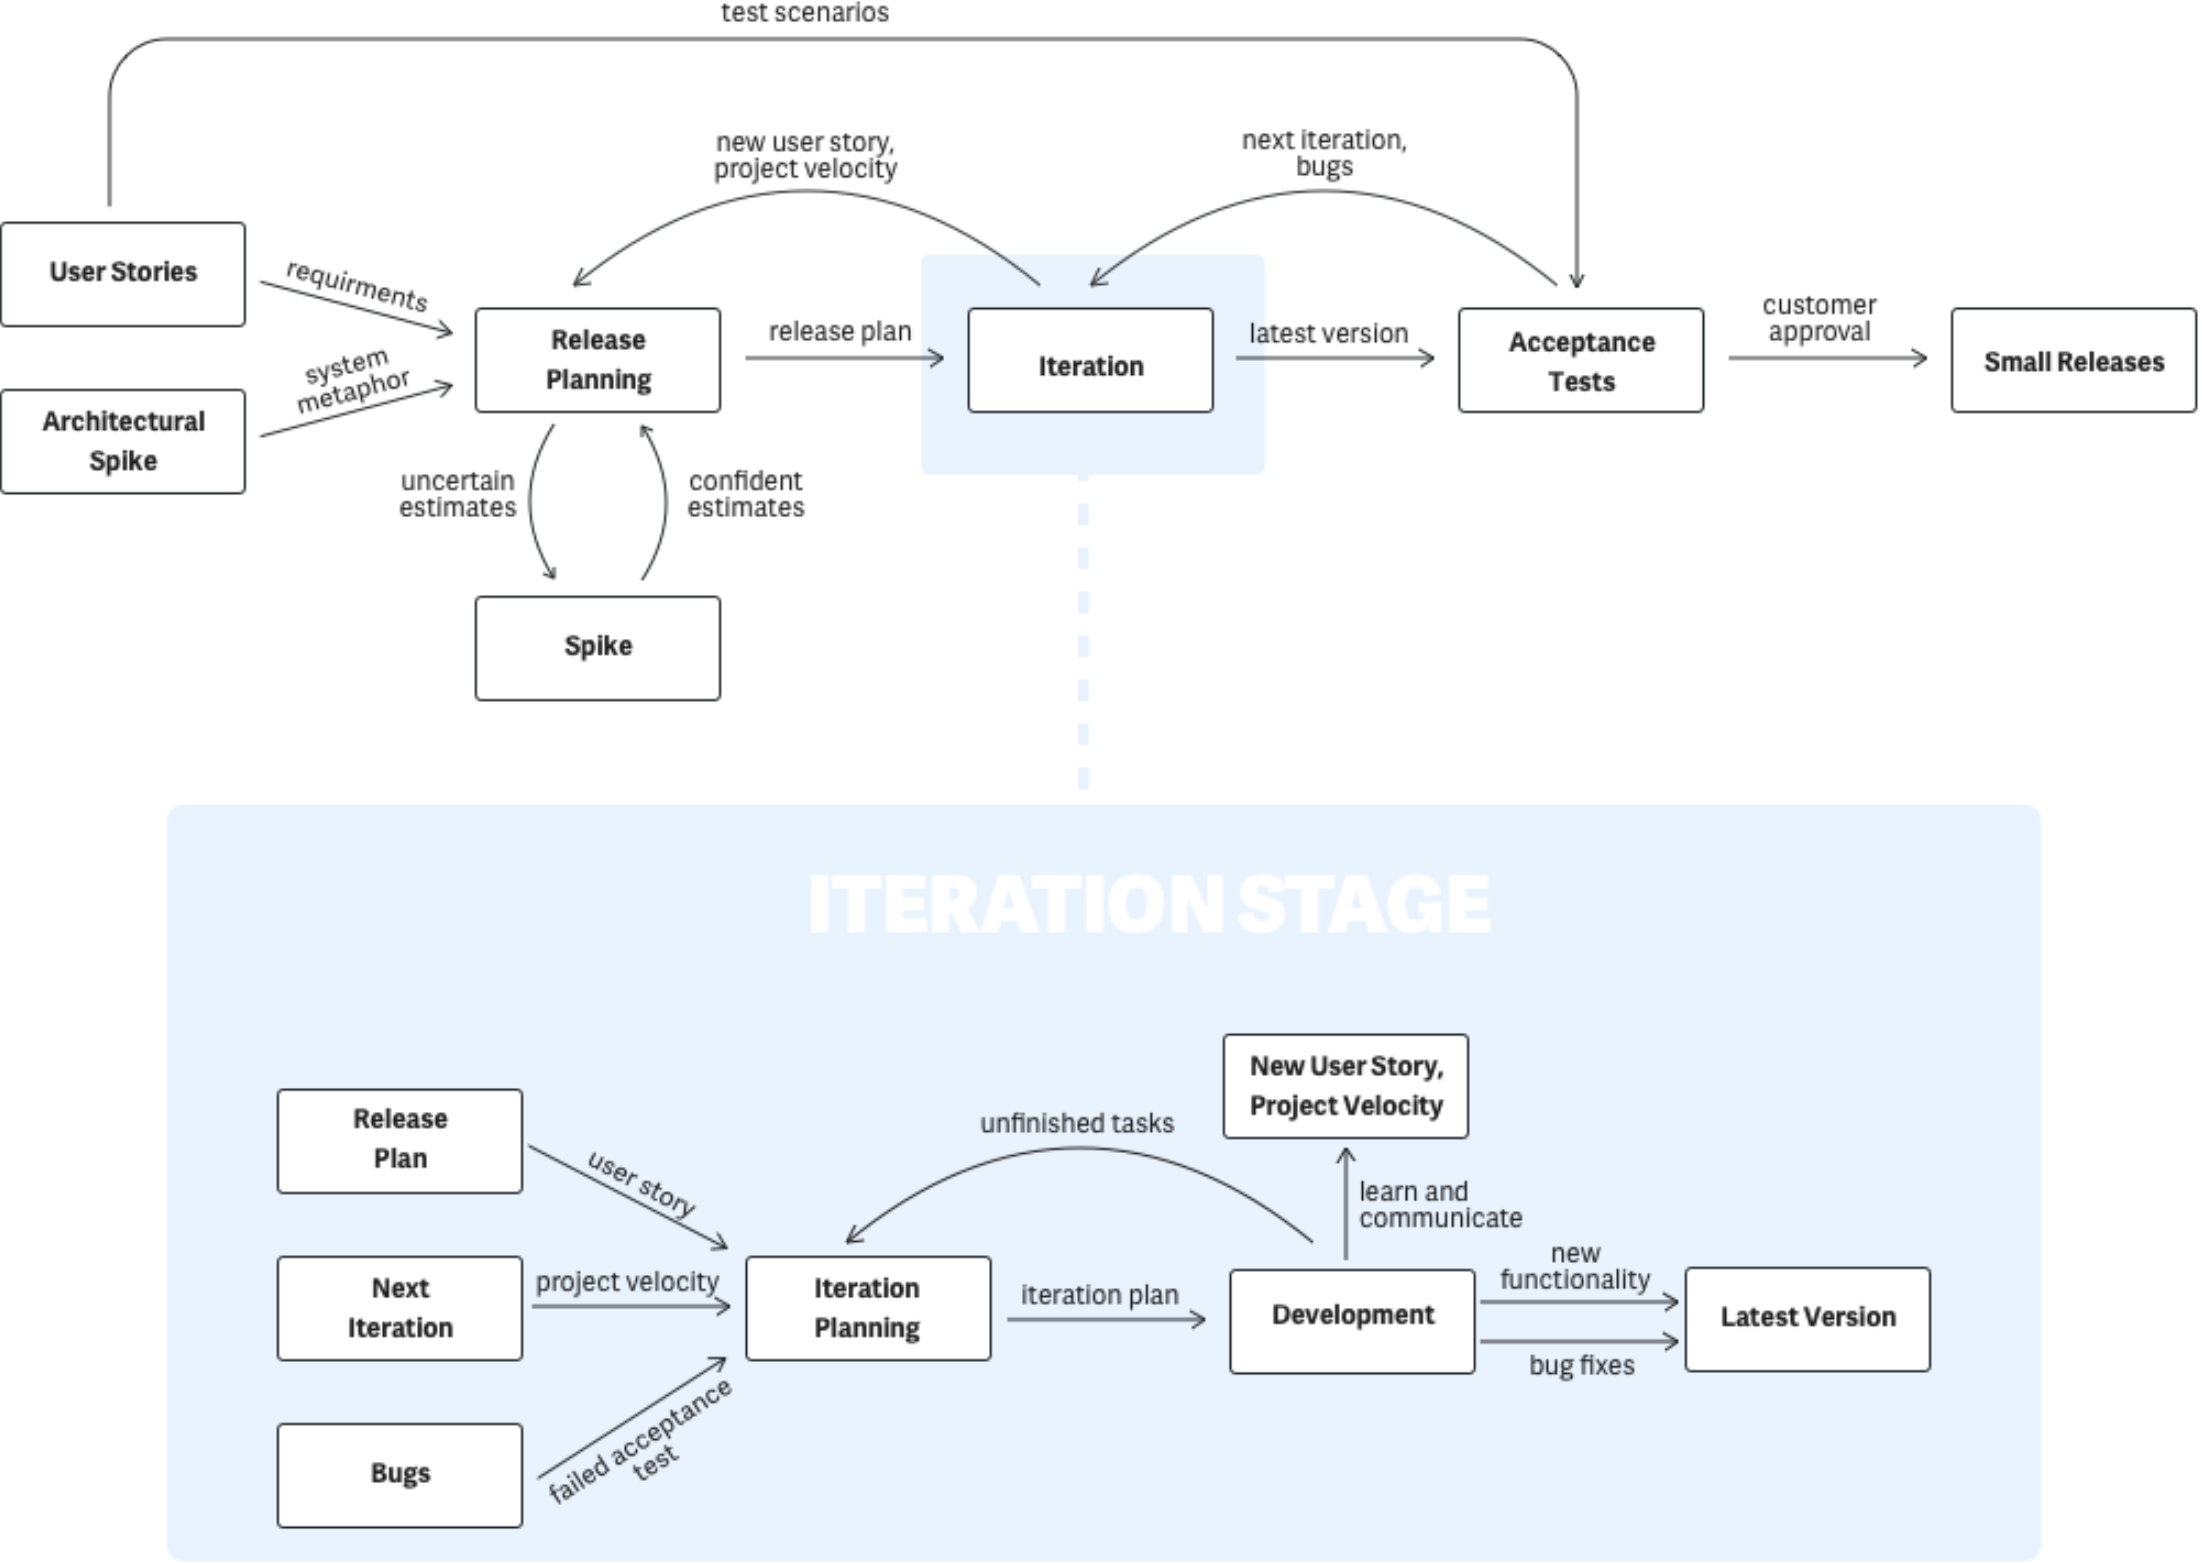 test scenarios
new user story,
project velocity
next iteration,
bugs
User Stories
requirments
system
metaphor
Architectural
Spike
Release
Planning
release plan
Iteration
latest version
Acceptance
Tests
customer
approval
Small Releases
uncertain
estimates
confident
estimates
Spike
ITERATION STAGE
Release
Plan
user story
Next
Iteration
project velocity
Bugs
failed acceptance
test
Iteration
Planning
unfinished tasks
iteration plan
New User Story,
Project Velocity
learn and
communicate
Development
new
functionality
bug fixes
Latest Version